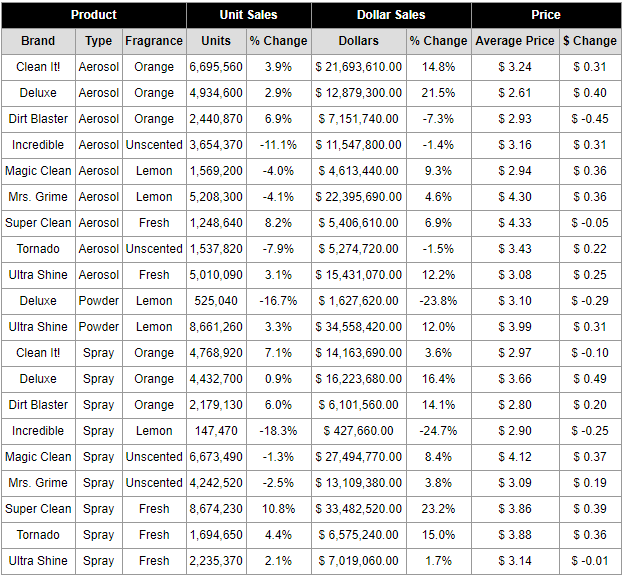 Product Unit Sales Dollar Sales Price
Brand Type Fragrance Units % Change Dollars % Change Average Price $ Change
Clean It! Aerosol Orange 6,695,560 3.9% $ 21,693,610.00 14.8% $ 3.24 $ 0.31
Deluxe Aerosol Orange 4,934,600 2.9% $ 12,879,300.00 21.5% $ 2.61 $ 0.40
Dirt Blaster Aerosol Orange 2,440,870 6.9% $ 7,151,740.00 -7.3% $ 2.93 $ -0.45
Incredible Aerosol Unscented 3,654,370 -11.1% $ 11,547,800.00 -1.4% $ 3.16 $ 0.31
Magic Clean Aerosol Lemon 1,569,200 -4.0% $ 4,613,440.00 9.3% $ 2.94 $ 0.36
Mrs. Grime Aerosol Lemon 5,208,300 -4.1% $ 22,395,690.00 4.6% $ 4.30 $ 0.36
Super Clean Aerosol Fresh 1,248,640 8.2% $ 5,406,610.00 6.9% $ 4.33 $ -0.05
Tornado Aerosol Unscented 1,537,820 -7.9% $ 5,274,720.00 -1.5% $ 3.43 $ 0.22
Ultra Shine Aerosol Fresh 5,010,090 3.1% $ 15,431,070.00 12.2% $ 3.08 $ 0.25
Deluxe Powder Lemon 525,040 -16.7% $ 1,627,620.00 -23.8% $ 3.10 $ -0.29
Ultra Shine Powder Lemon 8,661,260 3.3% $ 34,558,420.00 12.0% $ 3.99 $ 0.31
Clean It! Spray Orange 4,768,920 7.1% $ 14,163,690.00 3.6% $ 2.97 $ -0.10
Deluxe Spray Orange 4,432,700 0.9% $ 16,223,680.00 16.4% $ 3.66 $ 0.49
Dirt Blaster Spray Orange 2,179,130 6.0% $ 6,101,560.00 14.1% $ 2.80 $ 0.20
Incredible Spray Lemon 147,470 -18.3% $ 427,660.00 -24.7% $ 2.90 $ -0.25
Magic Clean Spray Unscented 6,673,490 -1.3% $ 27,494,770.00 8.4% $ 4.12 $ 0.37
Mrs. Grime Spray Unscented 4,242,520 -2.5% $ 13,109,380.00 3.8% $ 3.09 $ 0.19
Super Clean Spray Fresh 8,674,230 10.8% $ 33,482,520.00 23.2% $ 3.86 $ 0.39
Tornado Spray Fresh 1,694,650 4.4% $ 6,575,240.00 15.0% $ 3.88 $ 0.36
Ultra Shine Spray Fresh 2,235,370 2.1% $ 7,019,060.00 1.7% $ 3.14 $ -0.01